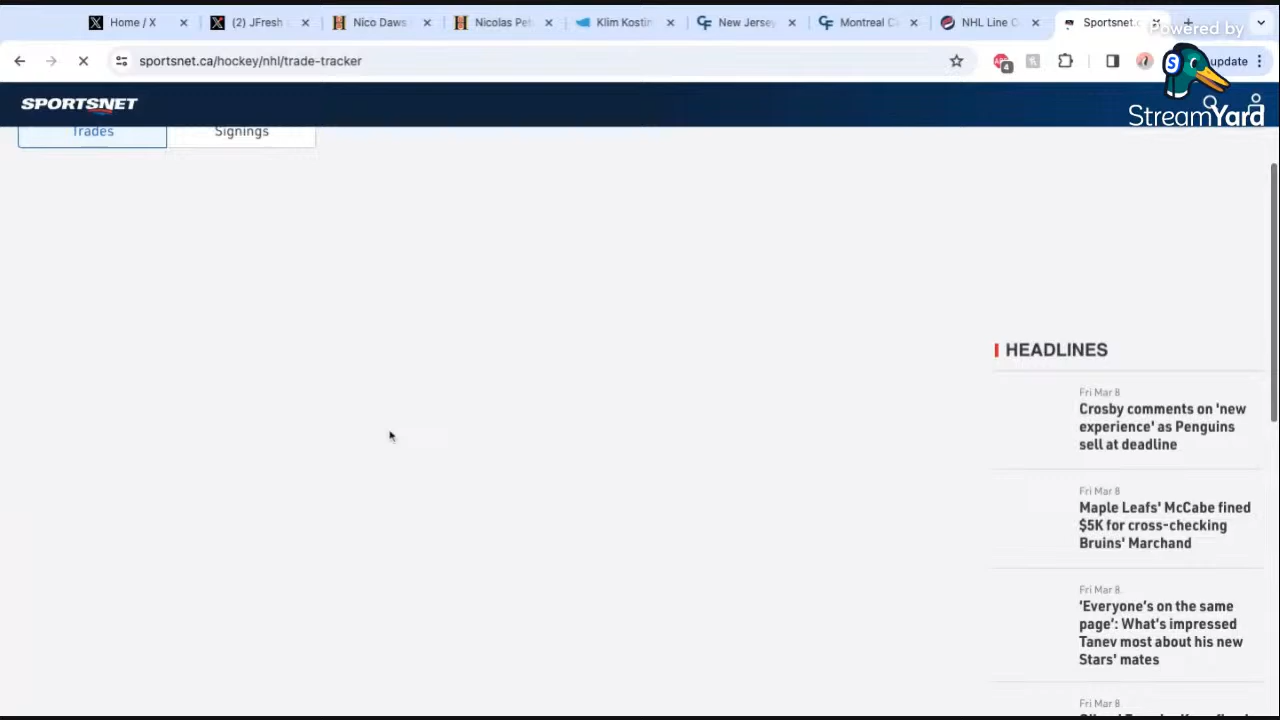 Home / X
(2) JFresh
Nico Daws
Nicolas Pet
Klim Kostin
New Jersey
Montreal C
NHL Line C
Sportsnet.c
Powered by
sportsnet.ca/hockey/nhl/trade-tracker
4
update
S
SPORTSNET
StreamYard
Trades
Signings
HEADLINES
Fri Mar 8
Crosby comments on 'new
experience' as Penguins
sell at deadline
Fri Mar 8
Maple Leafs' McCabe fined
$5K for cross-checking
Bruins' Marchand
Fri Mar 8
'Everyone's on the same
page': What's impressed
Tanev most about his new
Stars' mates
Fri Mar 8